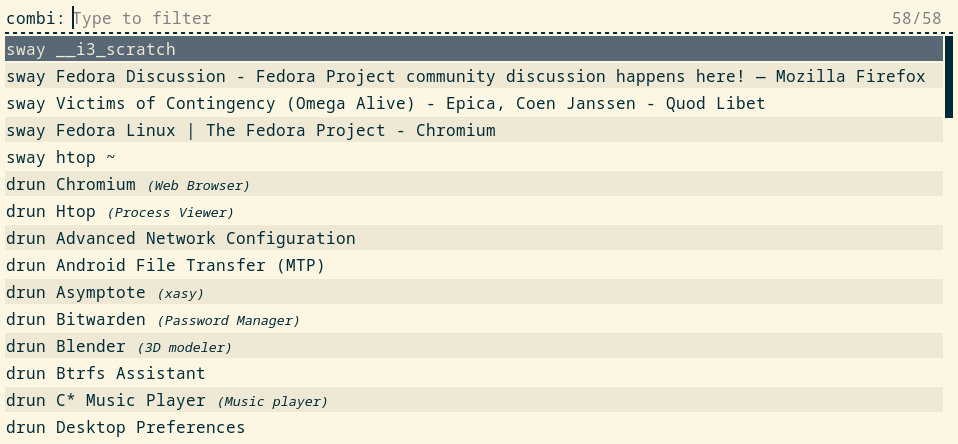 combi: Type to filter 58/58
sway __i3_scratch
sway Fedora Discussion - Fedora Project community discussion happens here! — Mozilla Firefox
sway Victims of Contingency (Omega Alive) - Epica, Coen Janssen - Quod Libet
sway Fedora Linux | The Fedora Project - Chromium
sway htop ~
drun Chromium (Web Browser)
drun Htop (Process Viewer)
drun Advanced Network Configuration
drun Android File Transfer (MTP)
drun Asymptote (xasy)
drun Bitwarden (Password Manager)
drun Blender (3D modeler)
drun Btrfs Assistant
drun C* Music Player (Music player)
drun Desktop Preferences